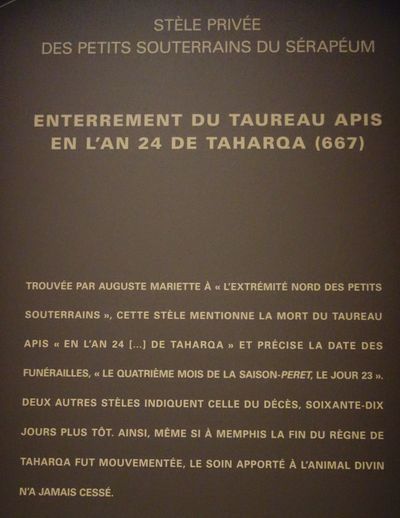 STÈLE PRIVÉE
DES PETITS SOUTERRAINS DU SÉRAPÉUM
ENTERREMENT DU TAUREAU APIS
EN L'AN 24 DE TAHARQA (667)
TROUVÉE PAR AUGUSTE MARIETTE À « L'EXTRÉMITÉ NORD DES PETITS
SOUTERRAINS », CETTE STÈLE MENTIONNE LA MORT DU TAUREAU
APIS « EN L'AN 24 [...] DE TAHARQA » ET PRÉCISE LA DATE DES
FUNÉRAILLES, « LE QUATRIÈME MOIS DE LA SAISON-PERET, LE JOUR 23 ».
DEUX AUTRES STÈLES INDIQUENT CELLE DU DÉCÈS, SOIXANTE-DIX
JOURS PLUS TÔT. AINSI, MÊME SI À MEMPHIS LA FIN DU RÈGNE DE
TAHARQA FUT MOUVEMENTÉE, LE SOIN APPORTÉ À L'ANIMAL DIVIN
N'A JAMAIS CESSÉ.